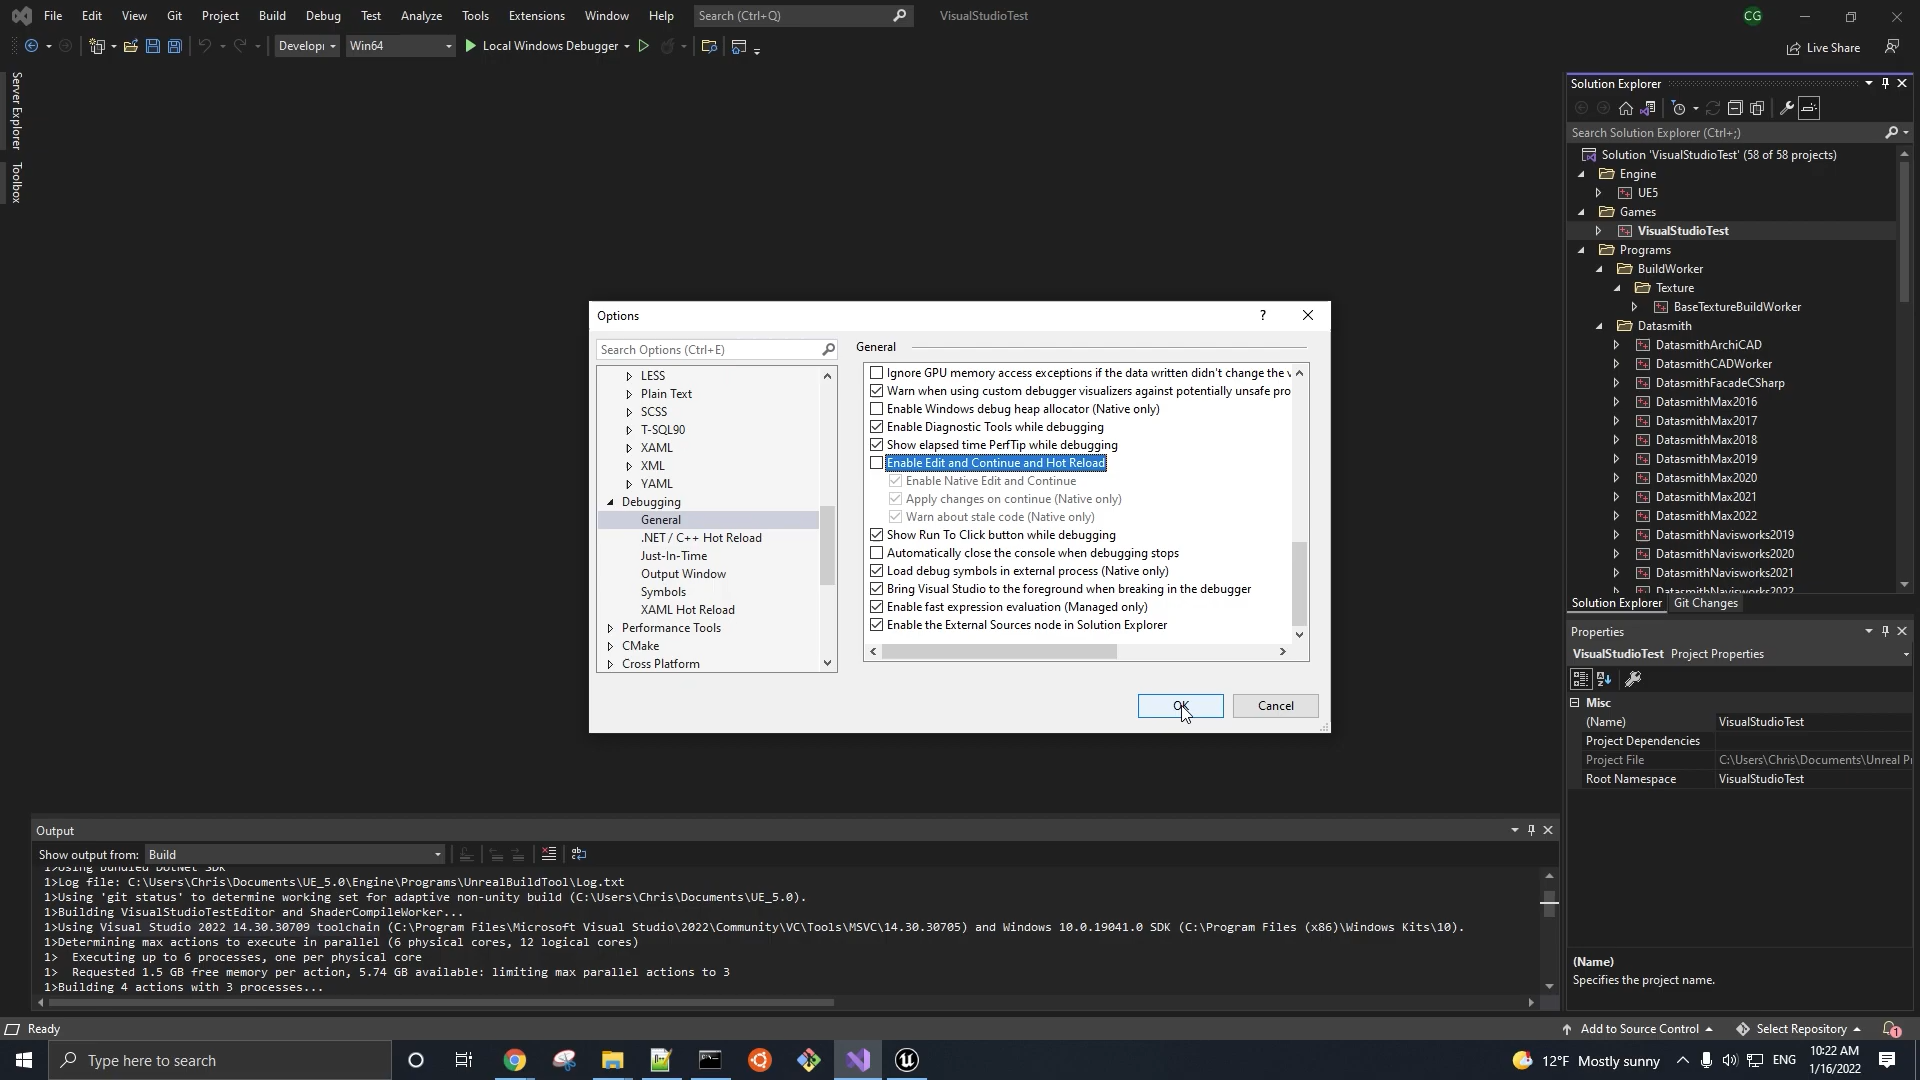 File Edit View Git Project Build Debug Test Analyze Tools Extensions Window Help Search (Ctrl+Q) VisualStudioTest CG
Develop Win64 Local Windows Debugger Live Share
Server Explorer
Toolbox
Solution Explorer
Search Solution Explorer (Ctrl+;)
Solution 'VisualStudioTest' (58 of 58 projects)
Engine
UE5
Games
VisualStudioTest
Programs
BuildWorker
Texture
BaseTextureBuildWorker
Datasmith
DatasmithArchiCAD
DatasmithCADWorker
DatasmithFacadeCSharp
DatasmithMax2016
DatasmithMax2017
DatasmithMax2018
DatasmithMax2019
DatasmithMax2020
DatasmithMax2021
DatasmithMax2022
DatasmithNavisworks2019
DatasmithNavisworks2020
DatasmithNavisworks2021
DatasmithNavisworks2022
Solution Explorer Git Changes
Properties
VisualStudioTest Project Properties
Misc
(Name) VisualStudioTest
Project Dependencies
Project File C:\Users\Chris\Documents\Unreal Pr
Root Namespace VisualStudioTest
(Name)
Specifies the project name.
Options ?
Search Options (Ctrl+E)
LESS
Plain Text
SCSS
T-SQL90
XAML
XML
YAML
Debugging
General
.NET / C++ Hot Reload
Just-In-Time
Output Window
Symbols
XAML Hot Reload
Performance Tools
CMake
Cross Platform
General
Ignore GPU memory access exceptions if the data written didn't change the v
Warn when using custom debugger visualizers against potentially unsafe pro
Enable Windows debug heap allocator (Native only)
Enable Diagnostic Tools while debugging
Show elapsed time PerfTip while debugging
Enable Edit and Continue and Hot Reload
Enable Native Edit and Continue
Apply changes on continue (Native only)
Warn about stale code (Native only)
Show Run To Click button while debugging
Automatically close the console when debugging stops
Load debug symbols in external process (Native only)
Bring Visual Studio to the foreground when breaking in the debugger
Enable fast expression evaluation (Managed only)
Enable the External Sources node in Solution Explorer
OK Cancel
Output
Show output from: Build
1>Using bundled DotNet SDK
1>Log file: C:\Users\Chris\Documents\UE_5.0\Engine\Programs\UnrealBuildTool\Log.txt
1>Using 'git status' to determine working set for adaptive non-unity build (C:\Users\Chris\Documents\UE_5.0).
1>Building VisualStudioTestEditor and ShaderCompileWorker...
1>Using Visual Studio 2022 14.30.30709 toolchain (C:\Program Files\Microsoft Visual Studio\2022\Community\VC\Tools\MSVC\14.30.30705) and Windows 10.0.19041.0 SDK (C:\Program Files (x86)\Windows Kits\10).
1>Determining max actions to execute in parallel (6 physical cores, 12 logical cores)
1>  Executing up to 6 processes, one per physical core
1>  Requested 1.5 GB free memory per action, 5.74 GB available: limiting max parallel actions to 3
1>Building 4 actions with 3 processes...
Ready Add to Source Control Select Repository 1
Type here to search 12°F Mostly sunny ENG 10:22 AM
1/16/2022